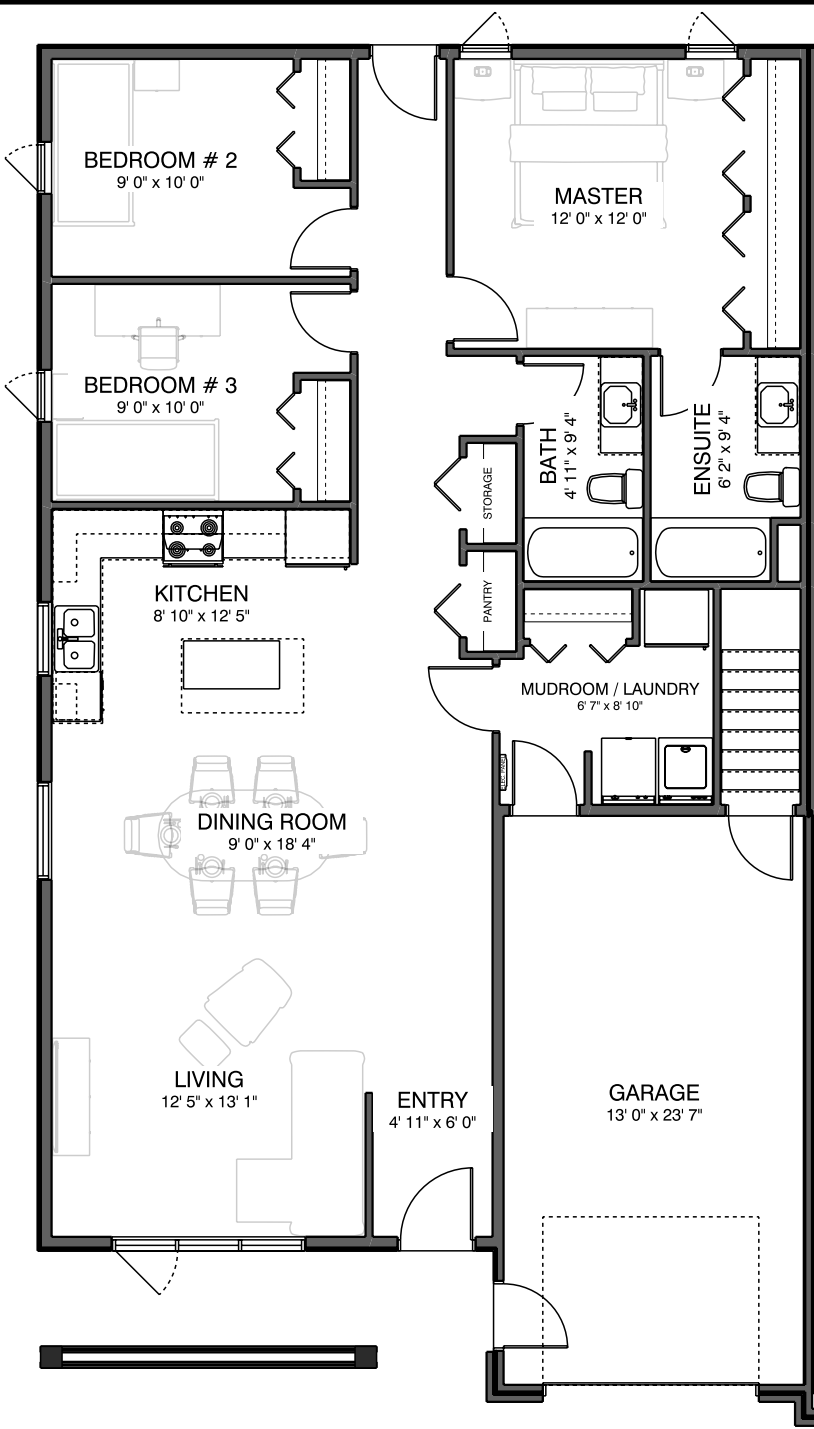 BEDROOM # 2
9' 0" x 10' 0"
MASTER
12' 0" x 12' 0"
BEDROOM # 3
9' 0" x 10' 0"
BATH
4' 11" x 9' 4"
ENSUITE
6' 2" x 9' 4"
STORAGE
PANTRY
KITCHEN
8' 10" x 12' 5"
MUDROOM / LAUNDRY
6' 7" x 8' 10"
ELEC PANEL
DINING ROOM
9' 0" x 18' 4"
LIVING
12' 5" x 13' 1"
ENTRY
4' 11" x 6' 0"
GARAGE
13' 0" x 23' 7"